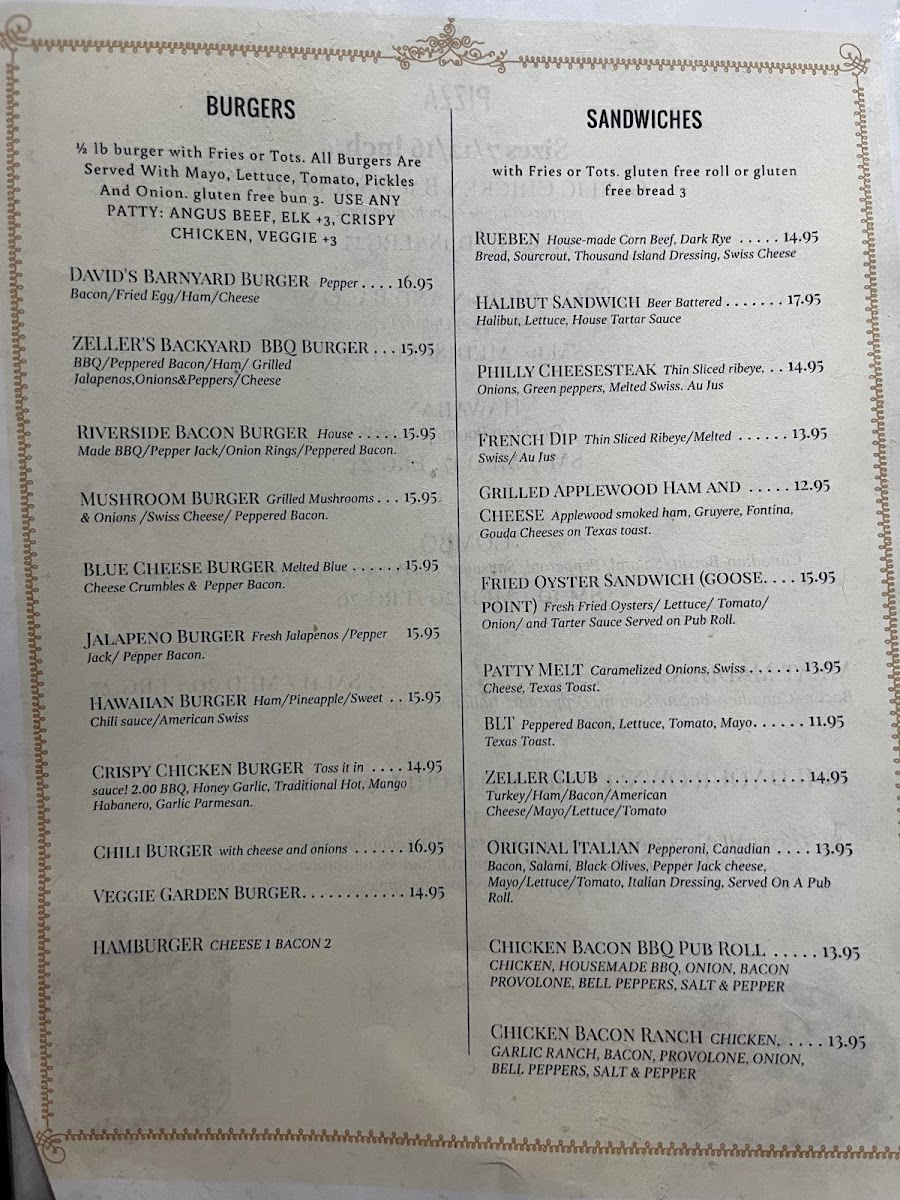 BURGERS
½ lb burger with Fries or Tots. All Burgers Are
Served With Mayo, Lettuce, Tomato, Pickles
And Onion. gluten free bun 3. USE ANY
PATTY: ANGUS BEEF, ELK +3, CRISPY
CHICKEN, VEGGIE +3
DAVID'S BARNYARD BURGER Pepper . . . . 16.95
Bacon/Fried Egg/Ham/Cheese
ZELLER'S BACKYARD BBQ BURGER . . . 15.95
BBQ/Peppered Bacon/Ham/ Grilled
Jalapenos,Onions&Peppers/Cheese
RIVERSIDE BACON BURGER House . . . . . 15.95
Made BBQ/Pepper Jack/Onion Rings/Peppered Bacon.
MUSHROOM BURGER Grilled Mushrooms . . . 15.95
& Onions /Swiss Cheese/ Peppered Bacon.
BLUE CHEESE BURGER Melted Blue . . . . . . 15.95
Cheese Crumbles & Pepper Bacon.
JALAPENO BURGER Fresh Jalapenos /Pepper 15.95
Jack/ Pepper Bacon.
HAWAIIAN BURGER Ham/Pineapple/Sweet . . 15.95
Chili sauce/American Swiss
CRISPY CHICKEN BURGER Toss it in . . . . 14.95
sauce! 2.00 BBQ, Honey Garlic, Traditional Hot, Mango
Habanero, Garlic Parmesan.
CHILI BURGER with cheese and onions . . . . . . 16.95
VEGGIE GARDEN BURGER. . . . . . . . . . . . 14.95
HAMBURGER CHEESE 1 BACON 2
SANDWICHES
with Fries or Tots. gluten free roll or gluten
free bread 3
RUEBEN House-made Corn Beef, Dark Rye . . . . . 14.95
Bread, Sourcrout, Thousand Island Dressing, Swiss Cheese
HALIBUT SANDWICH Beer Battered . . . . . . . 17.95
Halibut, Lettuce, House Tartar Sauce
PHILLY CHEESESTEAK Thin Sliced ribeye, . . 14.95
Onions, Green peppers, Melted Swiss. Au Jus
FRENCH DIP Thin Sliced Ribeye/Melted . . . . . . 13.95
Swiss/ Au Jus
GRILLED APPLEWOOD HAM AND . . . . . 12.95
CHEESE Applewood smoked ham, Gruyere, Fontina,
Gouda Cheeses on Texas toast.
FRIED OYSTER SANDWICH (GOOSE. . . . 15.95
POINT) Fresh Fried Oysters/ Lettuce/ Tomato/
Onion/ and Tarter Sauce Served on Pub Roll.
PATTY MELT Caramelized Onions, Swiss . . . . . . 13.95
Cheese, Texas Toast.
BLT Peppered Bacon, Lettuce, Tomato, Mayo. . . . . . 11.95
Texas Toast.
ZELLER CLUB . . . . . . . . . . . . . . . . . . . . . 14.95
Turkey/Ham/Bacon/American
Cheese/Mayo/Lettuce/Tomato
ORIGINAL ITALIAN Pepperoni, Canadian . . . . 13.95
Bacon, Salami, Black Olives, Pepper Jack cheese,
Mayo/Lettuce/Tomato, Italian Dressing, Served On A Pub
Roll.
CHICKEN BACON BBQ PUB ROLL . . . . . 13.95
CHICKEN, HOUSEMADE BBQ, ONION, BACON
PROVOLONE, BELL PEPPERS, SALT & PEPPER
CHICKEN BACON RANCH CHICKEN, . . . . 13.95
GARLIC RANCH, BACON, PROVOLONE, ONION,
BELL PEPPERS, SALT & PEPPER